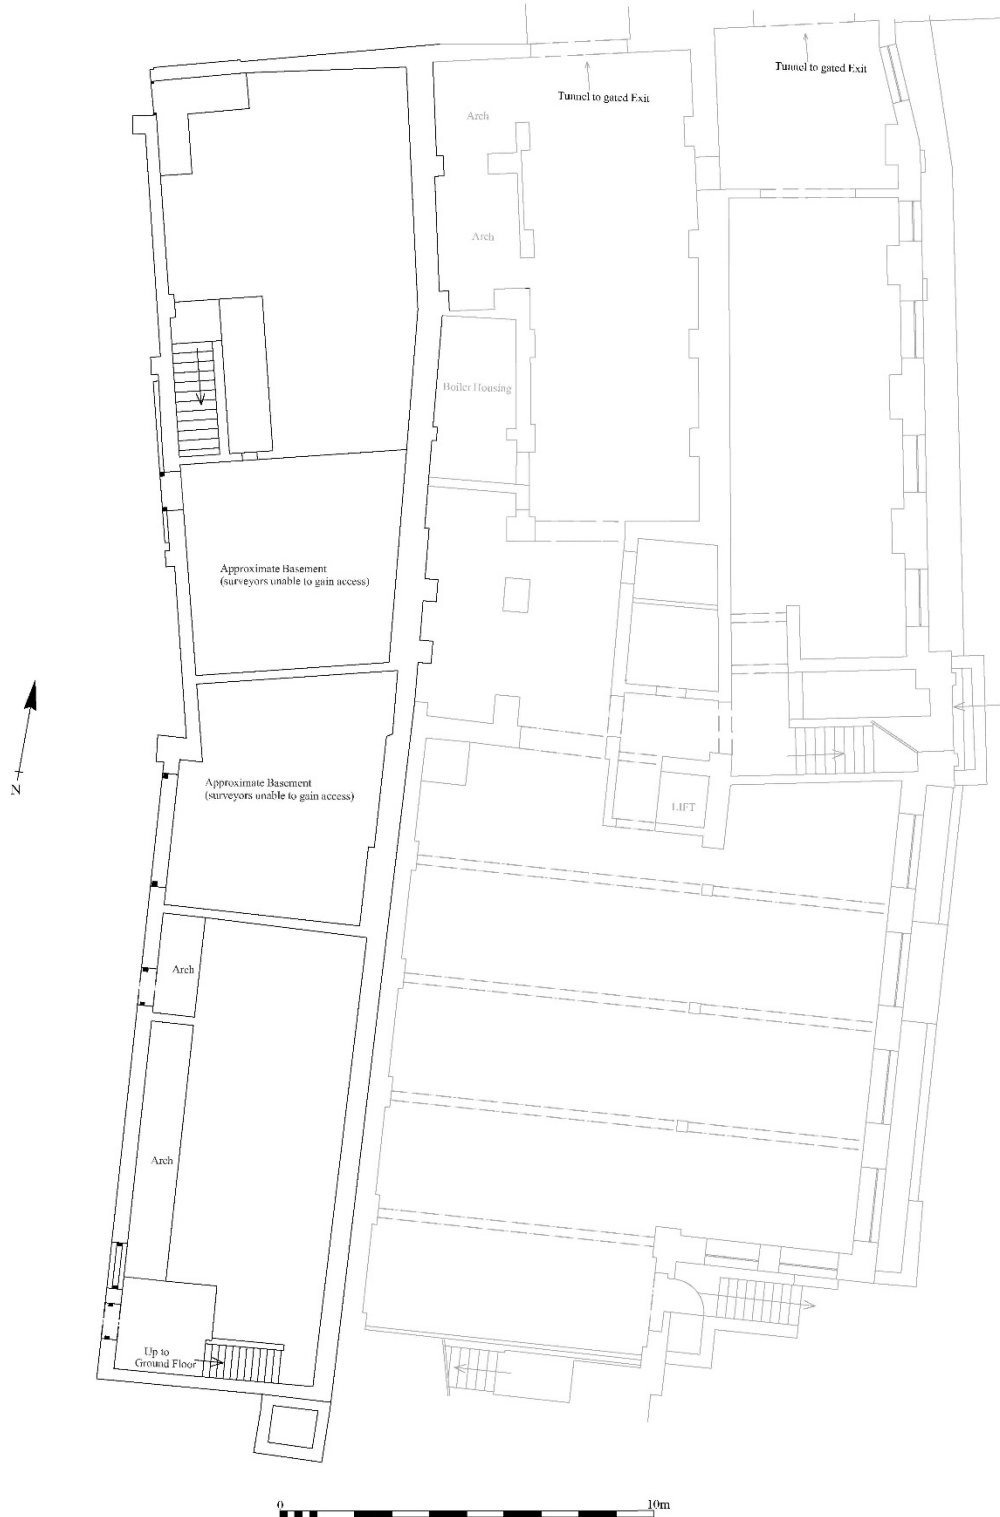 Tunnel to gated Exit
Tunnel to gated Exit
Arch
Arch
Boiler Housing
Approximate Basement
(surveyors unable to gain access)
N
Approximate Basement
(surveyors unable to gain access)
LIFT
Arch
Arch
Up to
Ground Floor
0 10m